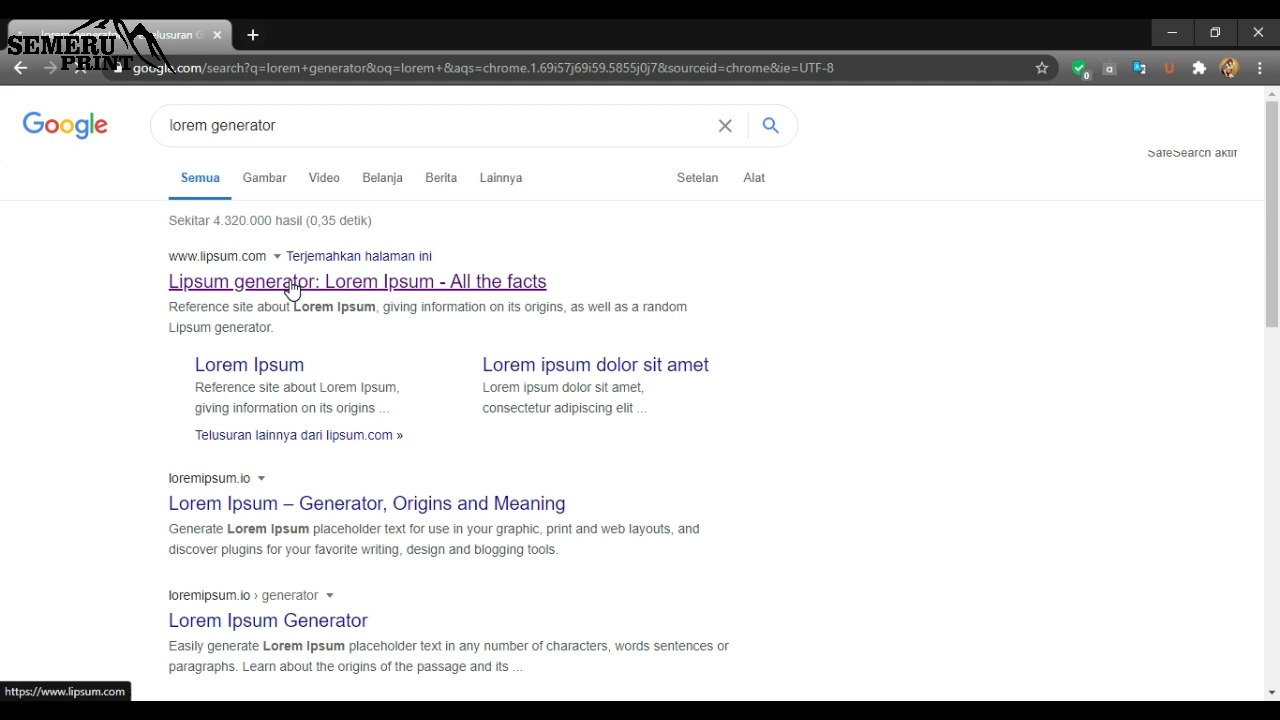 SEMERU
PRINT
google.com/search?q=lorem+generator&oq=lorem+&aqs=chrome.1.69i57j69i59.5855j0j7&sourceid=chrome&ie=UTF-8
0
a
U
Google
lorem generator
SafeSearch aktif
Semua Gambar Video Belanja Berita Lainnya Setelan Alat
Sekitar 4.320.000 hasil (0,35 detik)
www.lipsum.com Terjemahkan halaman ini
Lipsum generator: Lorem Ipsum - All the facts
Reference site about Lorem Ipsum, giving information on its origins, as well as a random
Lipsum generator.
Lorem Ipsum
Reference site about Lorem Ipsum,
giving information on its origins ...
Lorem ipsum dolor sit amet
Lorem ipsum dolor sit amet,
consectetur adipiscing elit ...
Telusuran lainnya dari lipsum.com »
loremipsum.io
Lorem Ipsum – Generator, Origins and Meaning
Generate Lorem Ipsum placeholder text for use in your graphic, print and web layouts, and
discover plugins for your favorite writing, design and blogging tools.
loremipsum.io › generator
Lorem Ipsum Generator
Easily generate Lorem Ipsum placeholder text in any number of characters, words sentences or
paragraphs. Learn about the origins of the passage and its ...
https://www.lipsum.com